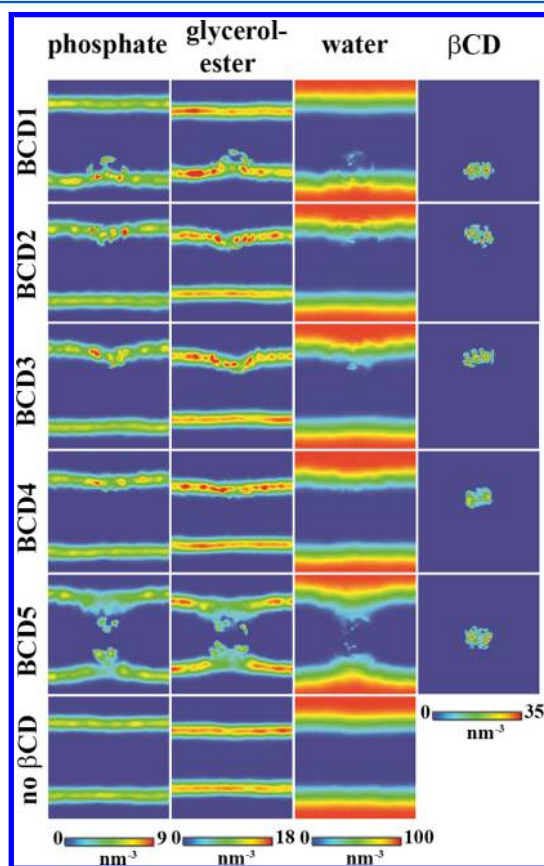 phosphate glycerol-ester water βCD
BCD1
BCD2
BCD3
BCD4
BCD5
0 35
nm⁻³
no βCD
0 9 0 18 0 100
nm⁻³ nm⁻³ nm⁻³